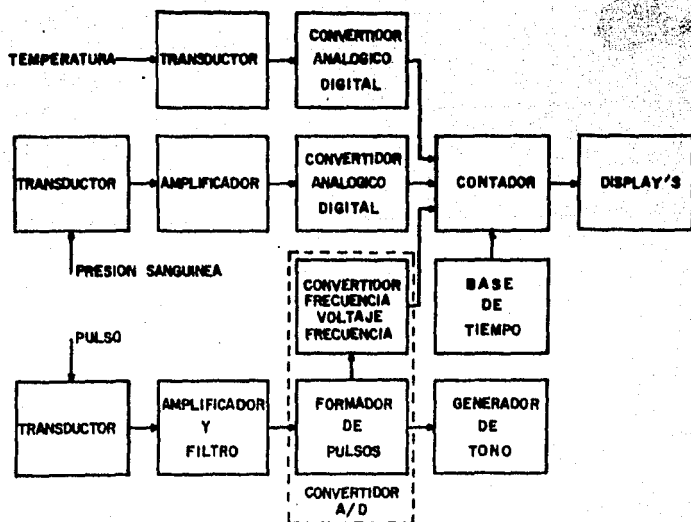 TEMPERATURA
TRANSDUCTOR
CONVERTIDOR
ANALOGICO
DIGITAL
TRANSDUCTOR
AMPLIFICADOR
CONVERTIDOR
ANALOGICO
DIGITAL
CONTADOR
DISPLAY'S
PRESION SANGUINEA
CONVERTIDOR
FRECUENCIA
VOLTAJE
FRECUENCIA
BASE
DE
TIEMPO
PULSO
TRANSDUCTOR
AMPLIFICADOR
Y
FILTRO
FORMADOR
DE
PULSOS
GENERADOR
DE
TONO
CONVERTIDOR
A/D